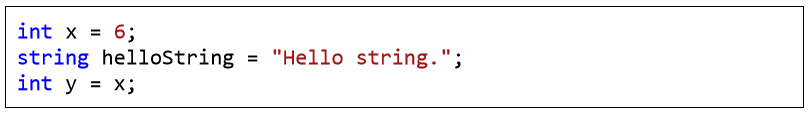 int x = 6;
string helloString = "Hello string.";
int y = x;